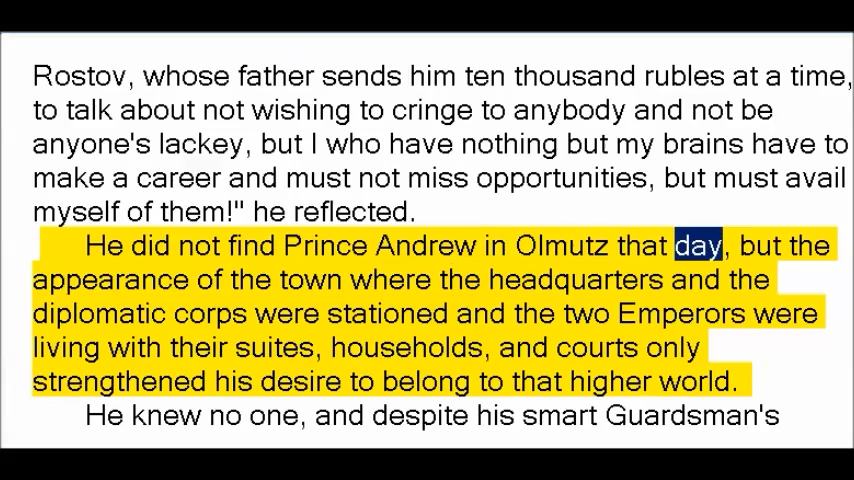 Rostov, whose father sends him ten thousand rubles at a time,
to talk about not wishing to cringe to anybody and not be
anyone's lackey, but I who have nothing but my brains have to
make a career and must not miss opportunities, but must avail
myself of them!" he reflected.
He did not find Prince Andrew in Olmutz that day, but the
appearance of the town where the headquarters and the
diplomatic corps were stationed and the two Emperors were
living with their suites, households, and courts only
strengthened his desire to belong to that higher world.
He knew no one, and despite his smart Guardsman's